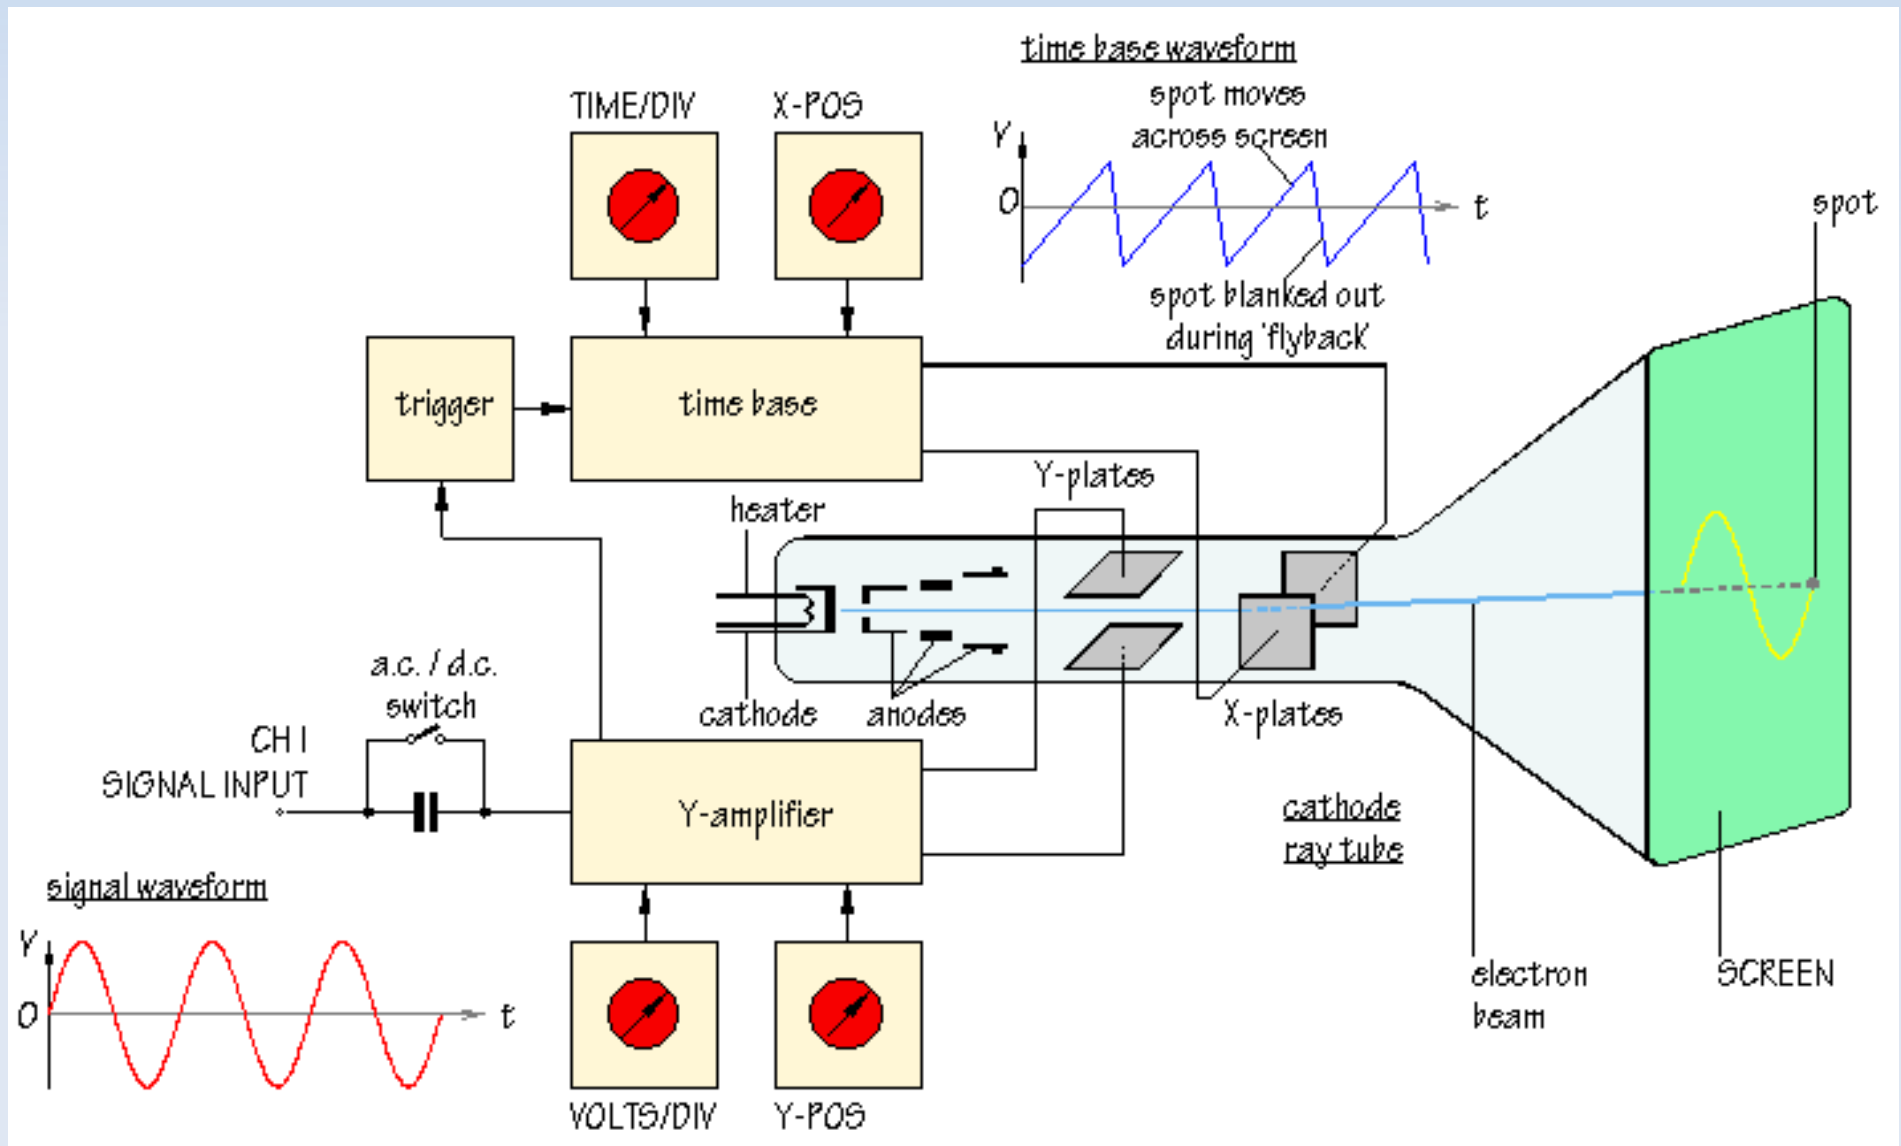 time base waveform
spot moves
across screen
TIME/DIV
X-POS
V
O
t
spot
spot blanked out
during 'flyback'
trigger
time base
Y-plates
heater
a.c. / d.c.
switch
cathode
anodes
X-plates
CH I
SIGNAL INPUT
Y-amplifier
cathode
ray tube
signal waveform
V
O
t
electron
beam
SCREEN
VOLTS/DIV
Y-POS